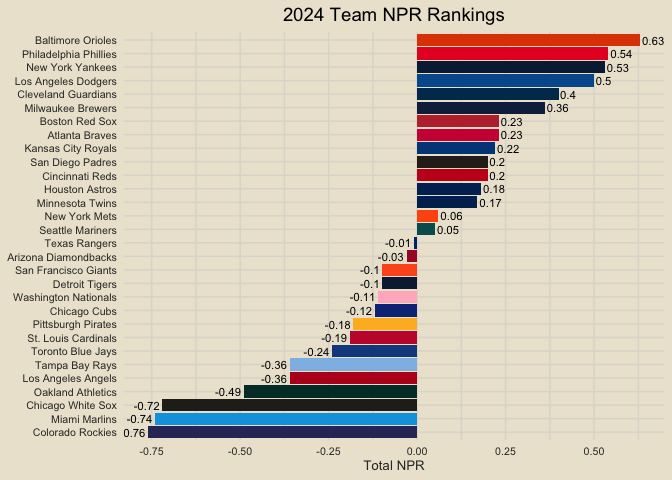 2024 Team NPR Rankings
Baltimore Orioles 0.63
Philadelphia Phillies 0.54
New York Yankees 0.53
Los Angeles Dodgers 0.5
Cleveland Guardians 0.4
Milwaukee Brewers 0.36
Boston Red Sox 0.23
Atlanta Braves 0.23
Kansas City Royals 0.22
San Diego Padres 0.2
Cincinnati Reds 0.2
Houston Astros 0.18
Minnesota Twins 0.17
New York Mets 0.06
Seattle Mariners 0.05
Texas Rangers -0.01
Arizona Diamondbacks -0.03
San Francisco Giants -0.1
Detroit Tigers -0.1
Washington Nationals -0.11
Chicago Cubs -0.12
Pittsburgh Pirates -0.18
St. Louis Cardinals -0.19
Toronto Blue Jays -0.24
Tampa Bay Rays -0.36
Los Angeles Angels -0.36
Oakland Athletics -0.49
Chicago White Sox -0.72
Miami Marlins -0.74
Colorado Rockies 0.76
-0.75 -0.50 -0.25 0.00 0.25 0.50
Total NPR